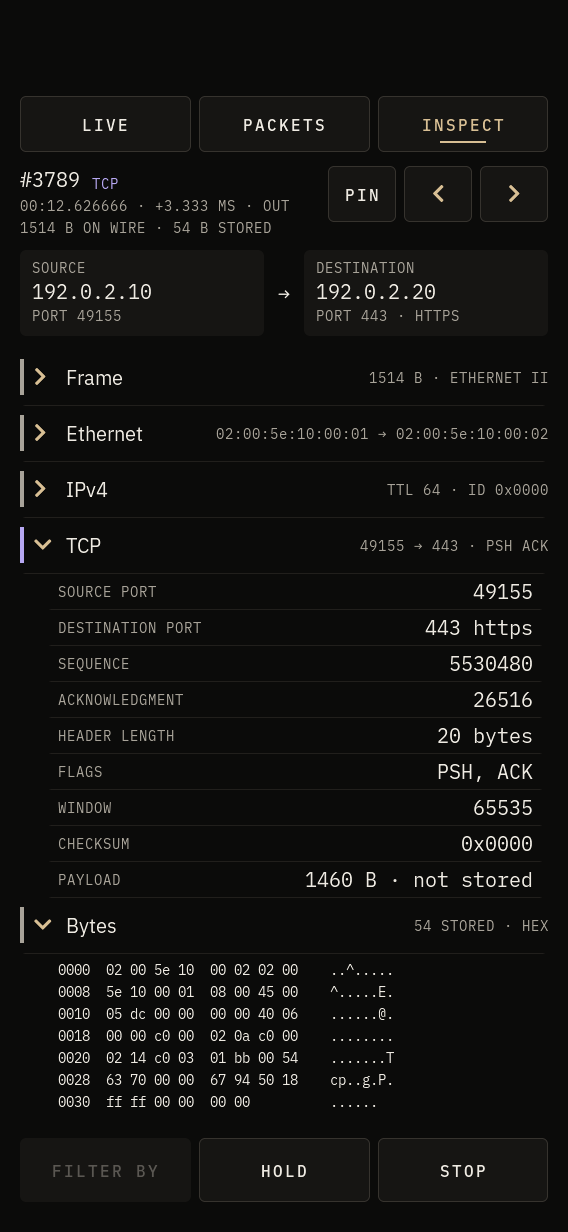 LIVE PACKETS INSPECT
#3789 TCP
00:12.626666 · +3.333 MS · OUT
1514 B ON WIRE · 54 B STORED
PIN
SOURCE
192.0.2.10
PORT 49155
→
DESTINATION
192.0.2.20
PORT 443 · HTTPS
Frame 1514 B · ETHERNET II
Ethernet 02:00:5e:10:00:01 → 02:00:5e:10:00:02
IPv4 TTL 64 · ID 0x0000
TCP 49155 → 443 · PSH ACK
SOURCE PORT 49155
DESTINATION PORT 443 https
SEQUENCE 5530480
ACKNOWLEDGMENT 26516
HEADER LENGTH 20 bytes
FLAGS PSH, ACK
WINDOW 65535
CHECKSUM 0x0000
PAYLOAD 1460 B · not stored
Bytes 54 STORED · HEX
0000 02 00 5e 10 00 02 02 00 ..^.....
0008 5e 10 00 01 08 00 45 00 ^.....E.
0010 05 dc 00 00 00 00 40 06 ......@.
0018 00 00 c0 00 02 0a c0 00 ........
0020 02 14 c0 03 01 bb 00 54 .......T
0028 63 70 00 00 67 94 50 18 cp..g.P.
0030 ff ff 00 00 00 00 ......
FILTER BY HOLD STOP